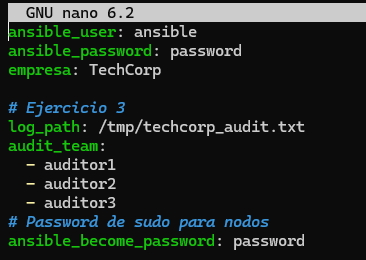 GNU nano 6.2
ansible_user: ansible
ansible_password: password
empresa: TechCorp
# Ejercicio 3
log_path: /tmp/techcorp_audit.txt
audit_team:
  - auditor1
  - auditor2
  - auditor3
# Password de sudo para nodos
ansible_become_password: password